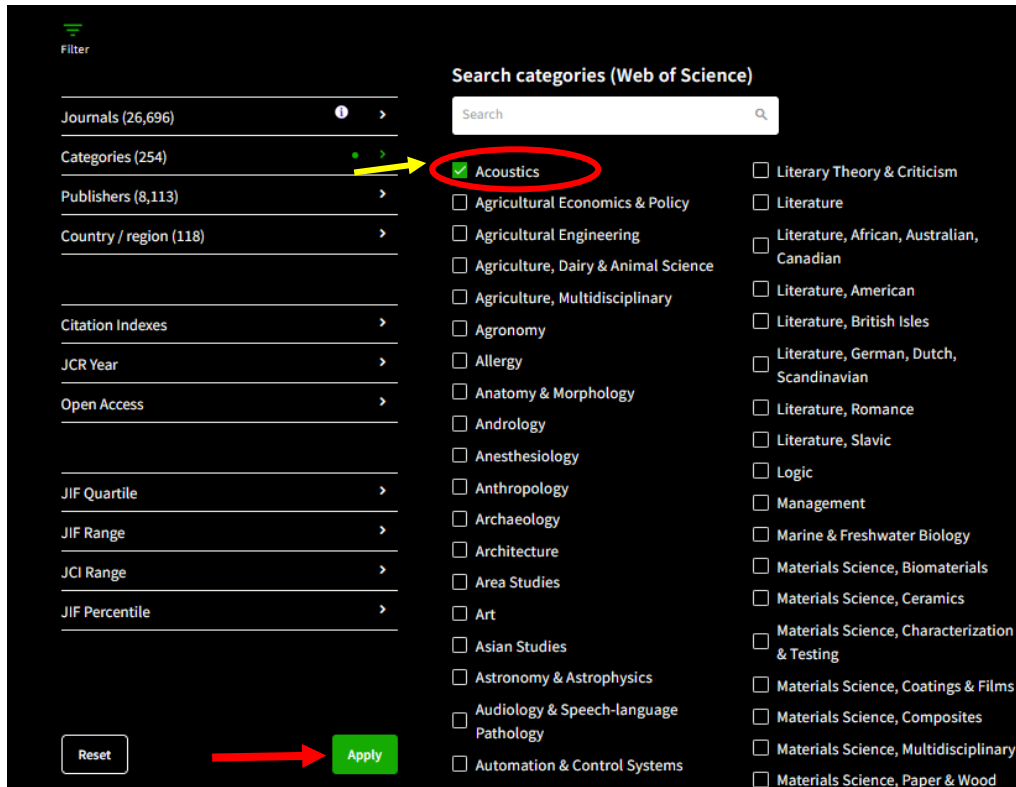 Filter
Journals (26,696)
Categories (254)
Publishers (8,113)
Country / region (118)
Citation Indexes
JCR Year
Open Access
JIF Quartile
JIF Range
JCI Range
JIF Percentile
Reset
Apply
Search categories (Web of Science)
Search
Acoustics
Agricultural Economics & Policy
Agricultural Engineering
Agriculture, Dairy & Animal Science
Agriculture, Multidisciplinary
Agronomy
Allergy
Anatomy & Morphology
Andrology
Anesthesiology
Anthropology
Archaeology
Architecture
Area Studies
Art
Asian Studies
Astronomy & Astrophysics
Audiology & Speech-language
Pathology
Automation & Control Systems
Literary Theory & Criticism
Literature
Literature, African, Australian,
Canadian
Literature, American
Literature, British Isles
Literature, German, Dutch,
Scandinavian
Literature, Romance
Literature, Slavic
Logic
Management
Marine & Freshwater Biology
Materials Science, Biomaterials
Materials Science, Ceramics
Materials Science, Characterization
& Testing
Materials Science, Coatings & Films
Materials Science, Composites
Materials Science, Multidisciplinary
Materials Science, Paper & Wood